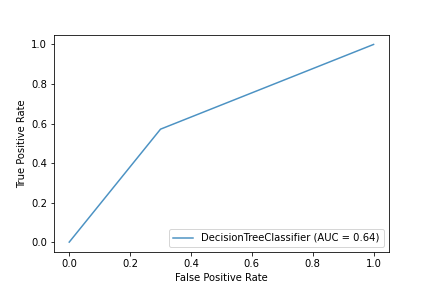 1.0
0.8
0.6
0.4
0.2
0.0
True Positive Rate
DecisionTreeClassifier (AUC = 0.64)
0.0 0.2 0.4 0.6 0.8 1.0
False Positive Rate